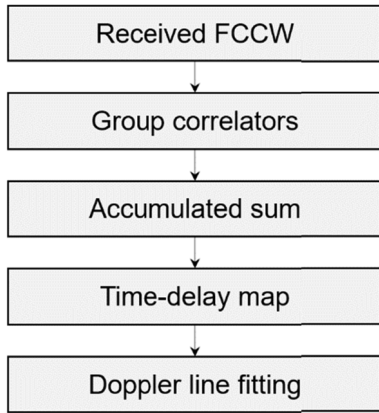 Received FCCW
Group correlators
Accumulated sum
Time-delay map
Doppler line fitting